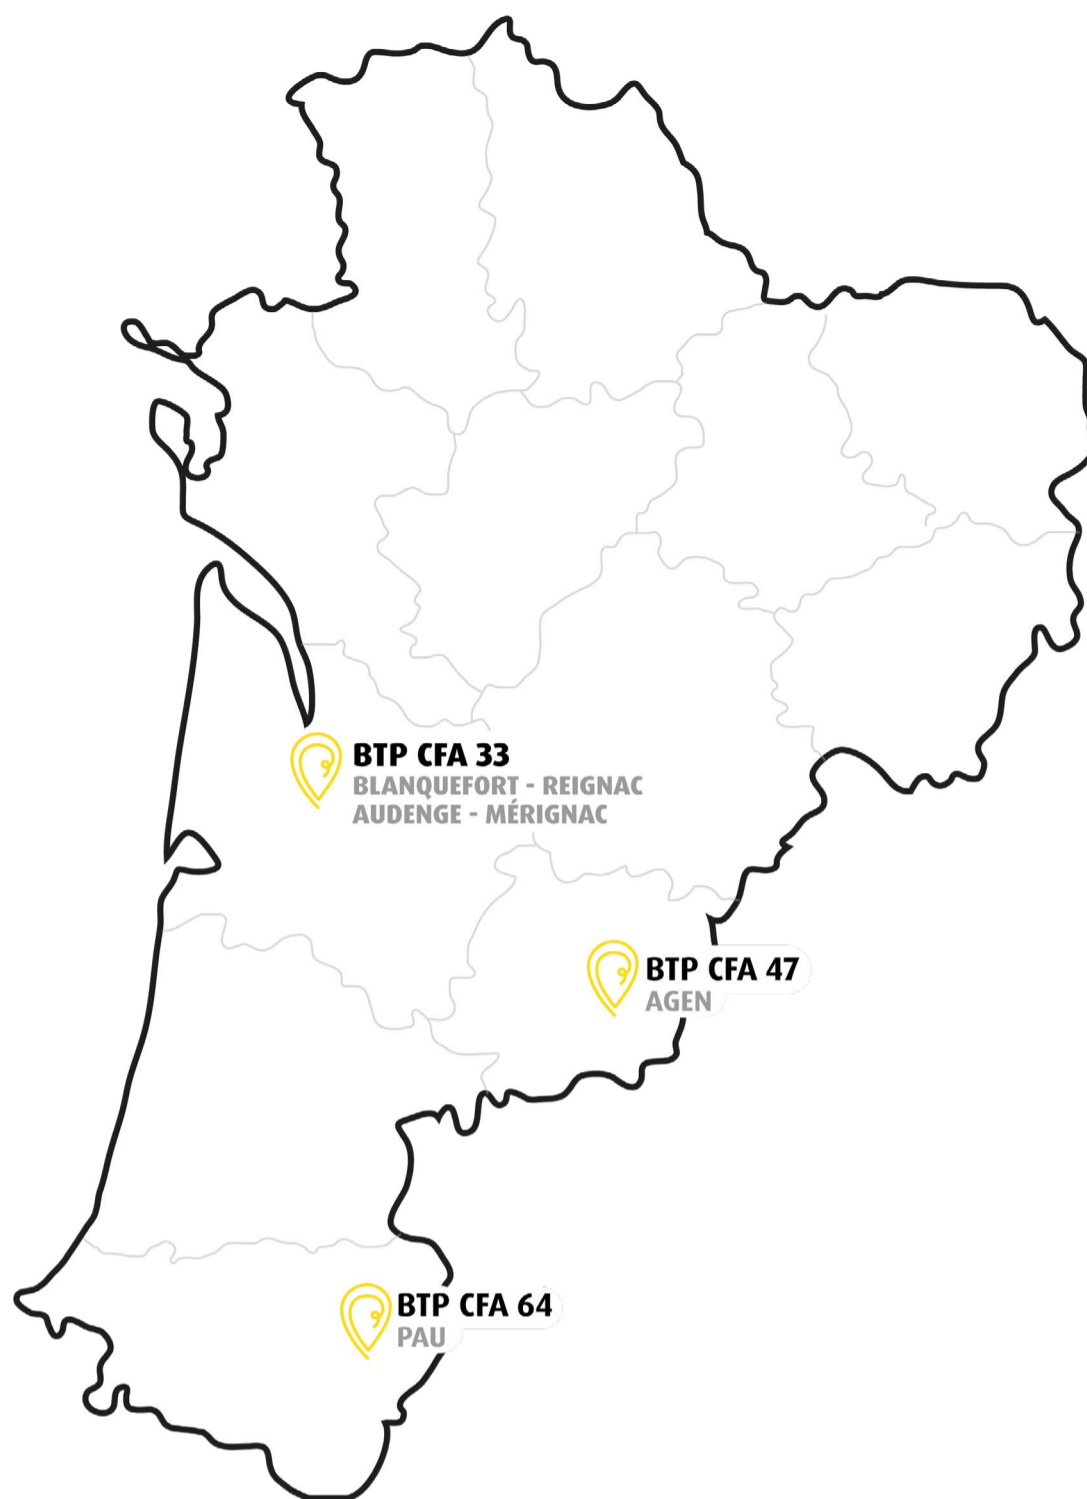 BTP CFA 33
BLANQUEFORT - REIGNAC
AUDENGE - MÉRIGNAC
BTP CFA 47
AGEN
BTP CFA 64
PAU